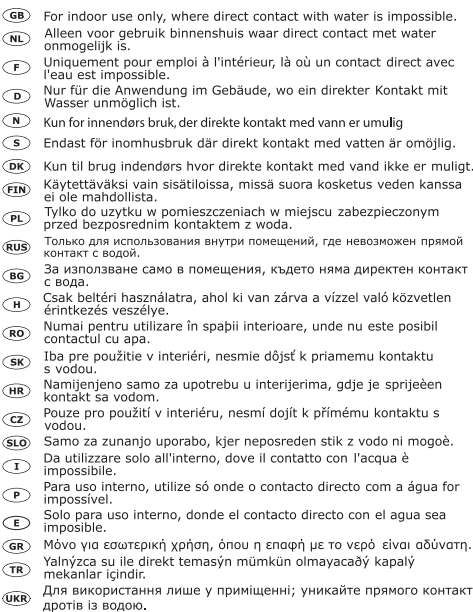 GB For indoor use only, where direct contact with water is impossible.
NL Alleen voor gebruik binnenshuis waar direct contact met water
onmogelijk is.
F Uniquement pour emploi à l'intérieur, là où un contact direct avec
l'eau est impossible.
D Nur für die Anwendung im Gebäude, wo ein direkter Kontakt mit
Wasser unmöglich ist.
N Kun for innendørs bruk, der direkte kontakt med vann er umulig
S Endast för inomhusbruk där direkt kontakt med vatten är omöjlig.
DK Kun til brug indendørs hvor direkte kontakt med vand ikke er muligt.
FIN Käytettäväksi vain sisätiloissa, missä suora kosketus veden kanssa
ei ole mahdollista.
PL Tylko do uzytku w pomieszczeniach w miejscu zabezpieczonym
przed bezposrednim kontaktem z woda.
RUS Только для использования внутри помещений, где невозможен прямой
контакт с водой.
BG За използване само в помещения, където няма директен контакт
с вода.
H Csak beltéri használatra, ahol ki van zárva a vízzel való közvetlen
érintkezés veszélye.
RO Numai pentru utilizare în spaþii interioare, unde nu este posibil
contactul cu apa.
SK Iba pre použitie v interiéri, nesmie dôjsť k priamemu kontaktu
s vodou.
HR Namijenjeno samo za upotrebu u interijerima, gdje je sprijeèen
kontakt sa vodom.
CZ Pouze pro použití v interiéru, nesmí dojít k přímému kontaktu s
vodou.
SLO Samo za zunanjo uporabo, kjer neposreden stik z vodo ni mogoè.
I Da utilizzare solo all'interno, dove il contatto con l'acqua è
impossibile.
P Para uso interno, utilize só onde o contacto directo com a água for
impossível.
E Solo para uso interno, donde el contacto directo con el agua sea
imposible.
GR Μόνο για εσωτερική χρήση, όπου η επαφή με το νερό είναι αδύνατη.
TR Yalnýzca su ile direkt temasýn mümkün olmayacaðý kapalý
mekanlar içindir.
UKR Для використання лише у приміщенні; уникайте прямого контакт
дротів із водою.